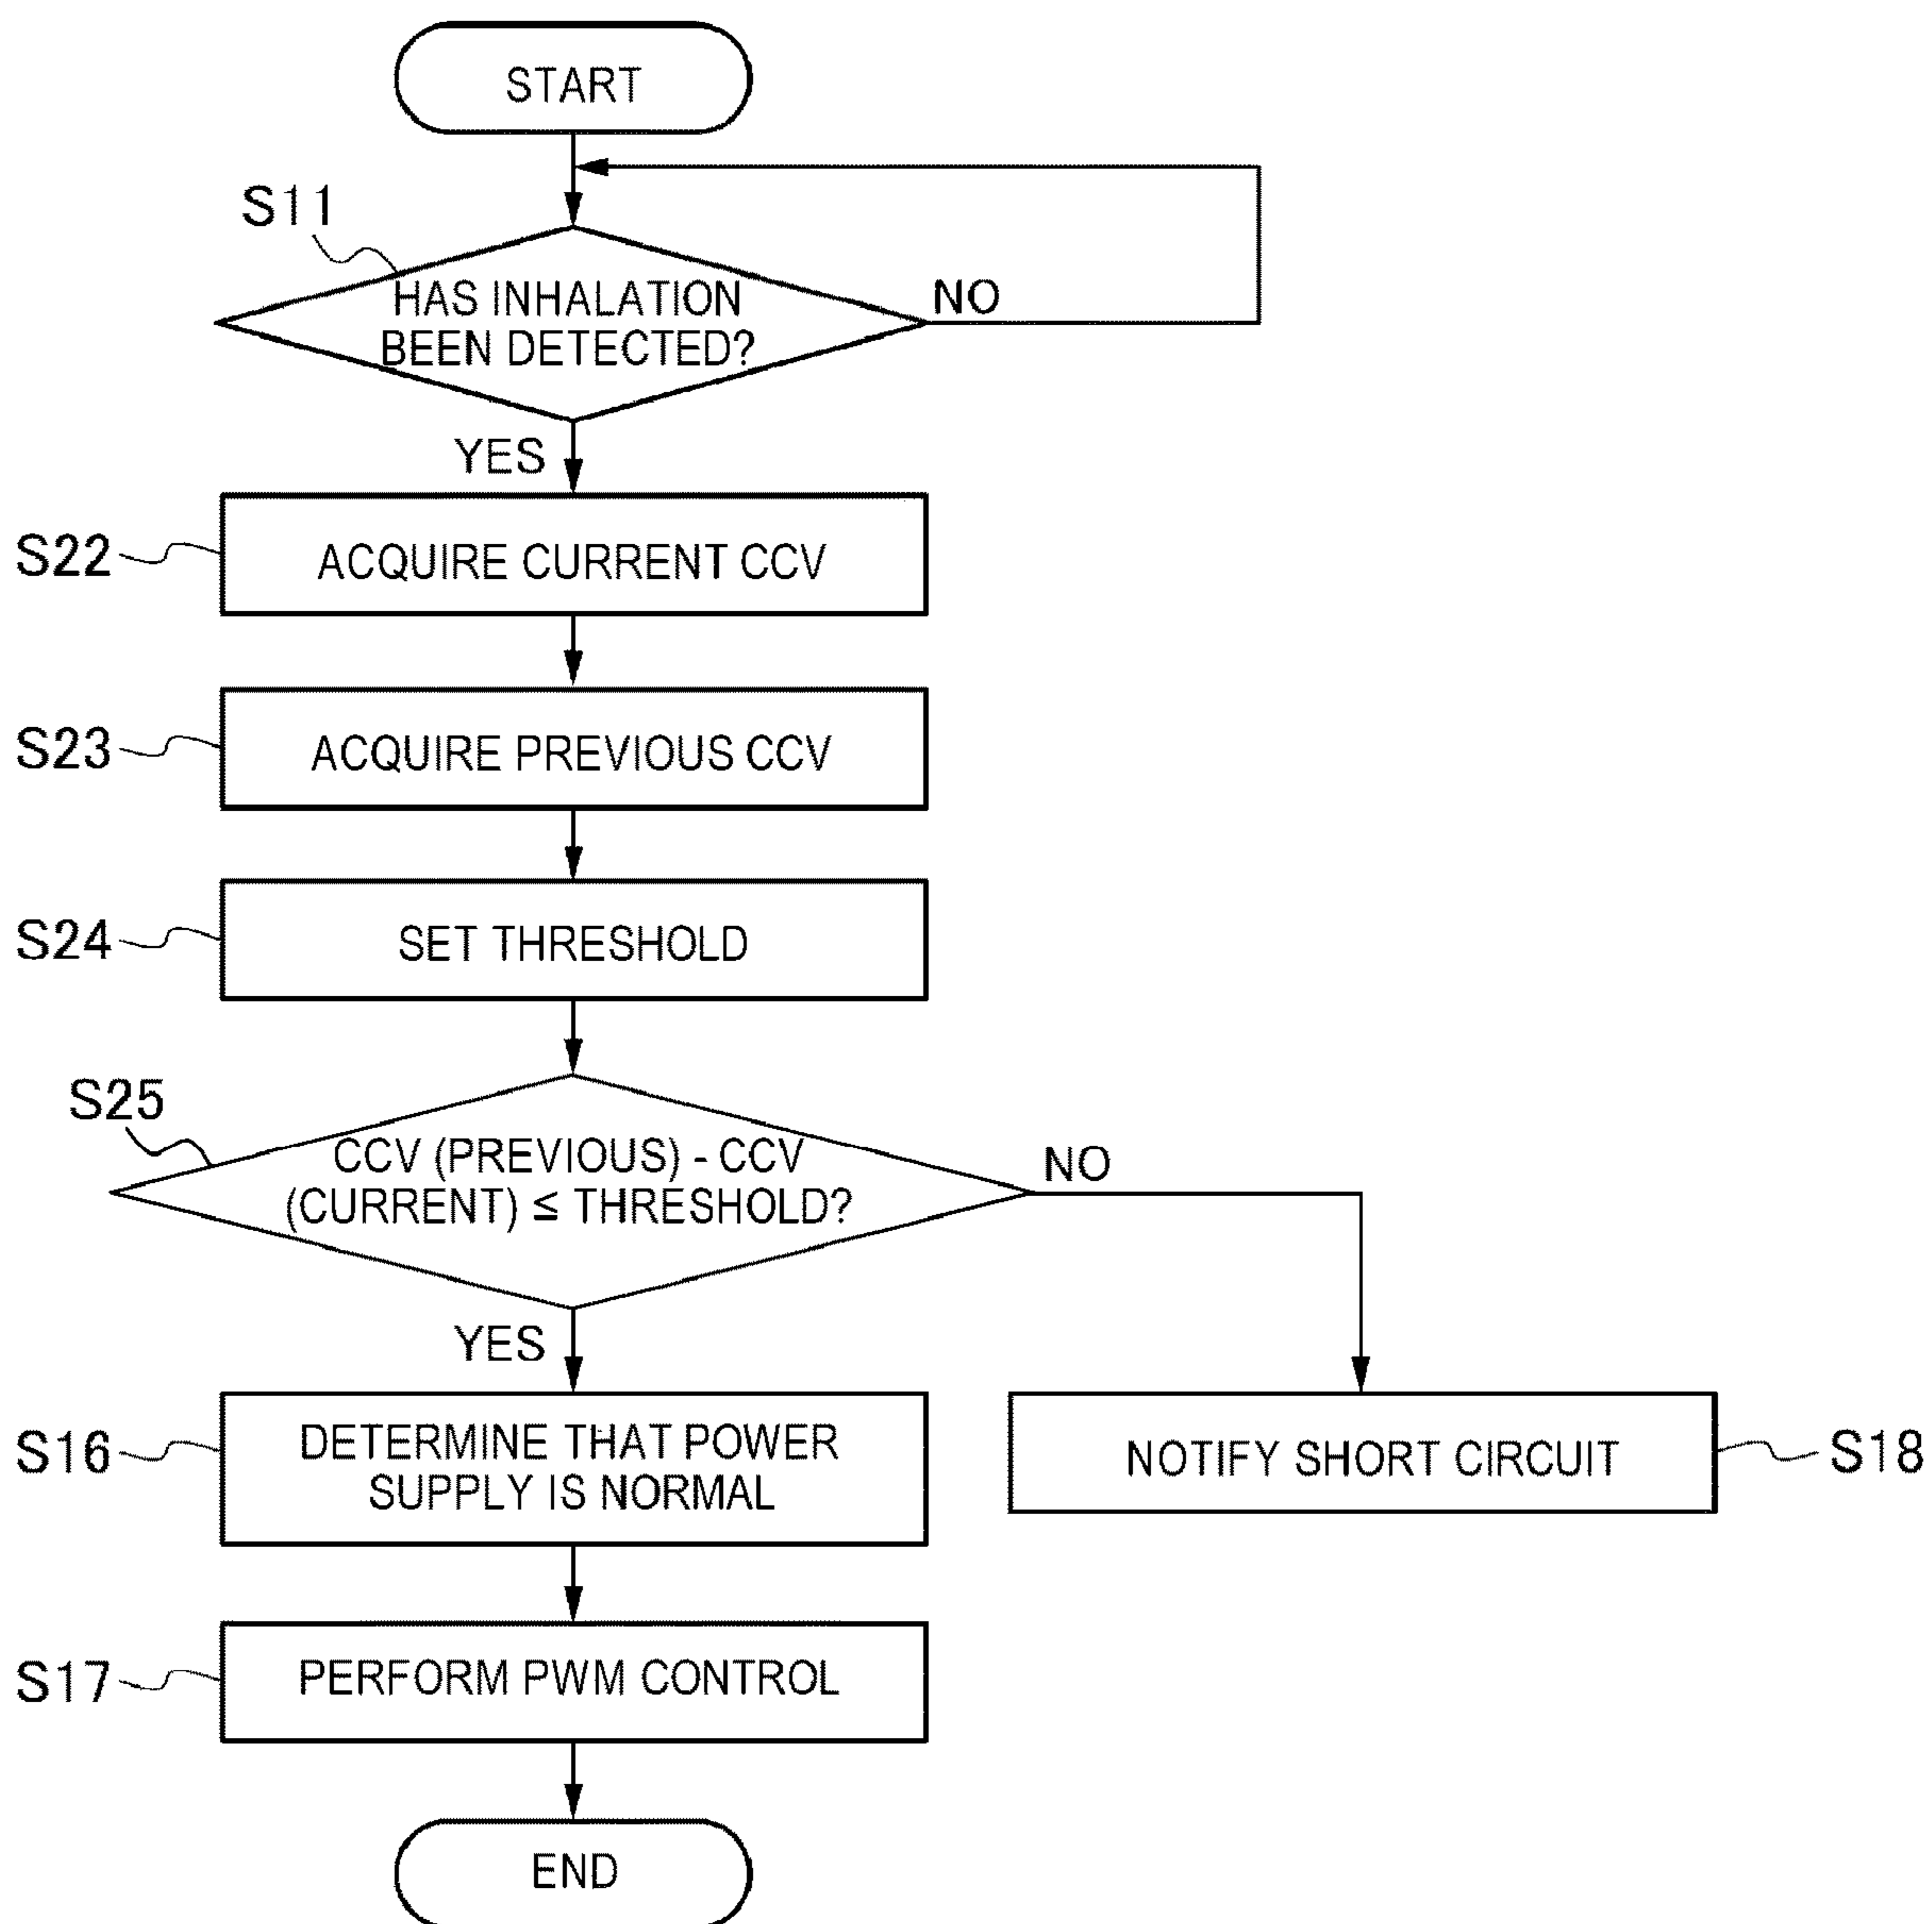 START
S11
HAS INHALATION
BEEN DETECTED?
NO
YES
S22
ACQUIRE CURRENT CCV
S23
ACQUIRE PREVIOUS CCV
S24
SET THRESHOLD
S25
CCV (PREVIOUS) - CCV
(CURRENT) ≤ THRESHOLD?
NO
YES
S16
DETERMINE THAT POWER
SUPPLY IS NORMAL
NOTIFY SHORT CIRCUIT
S18
S17
PERFORM PWM CONTROL
END